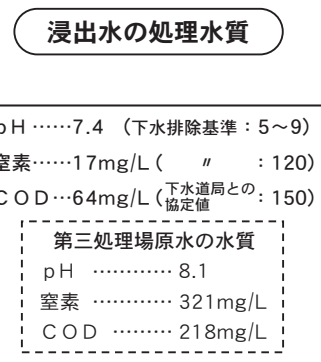 浸出水の処理水質
pH……7.4 (下水排除基準：5～9)
窒素……17mg/L( 〃 ：120)
COD…64mg/L(下水道局との協定値：150)
第三処理場原水の水質
pH ………… 8.1
窒素 ………… 321mg/L
COD ……… 218mg/L